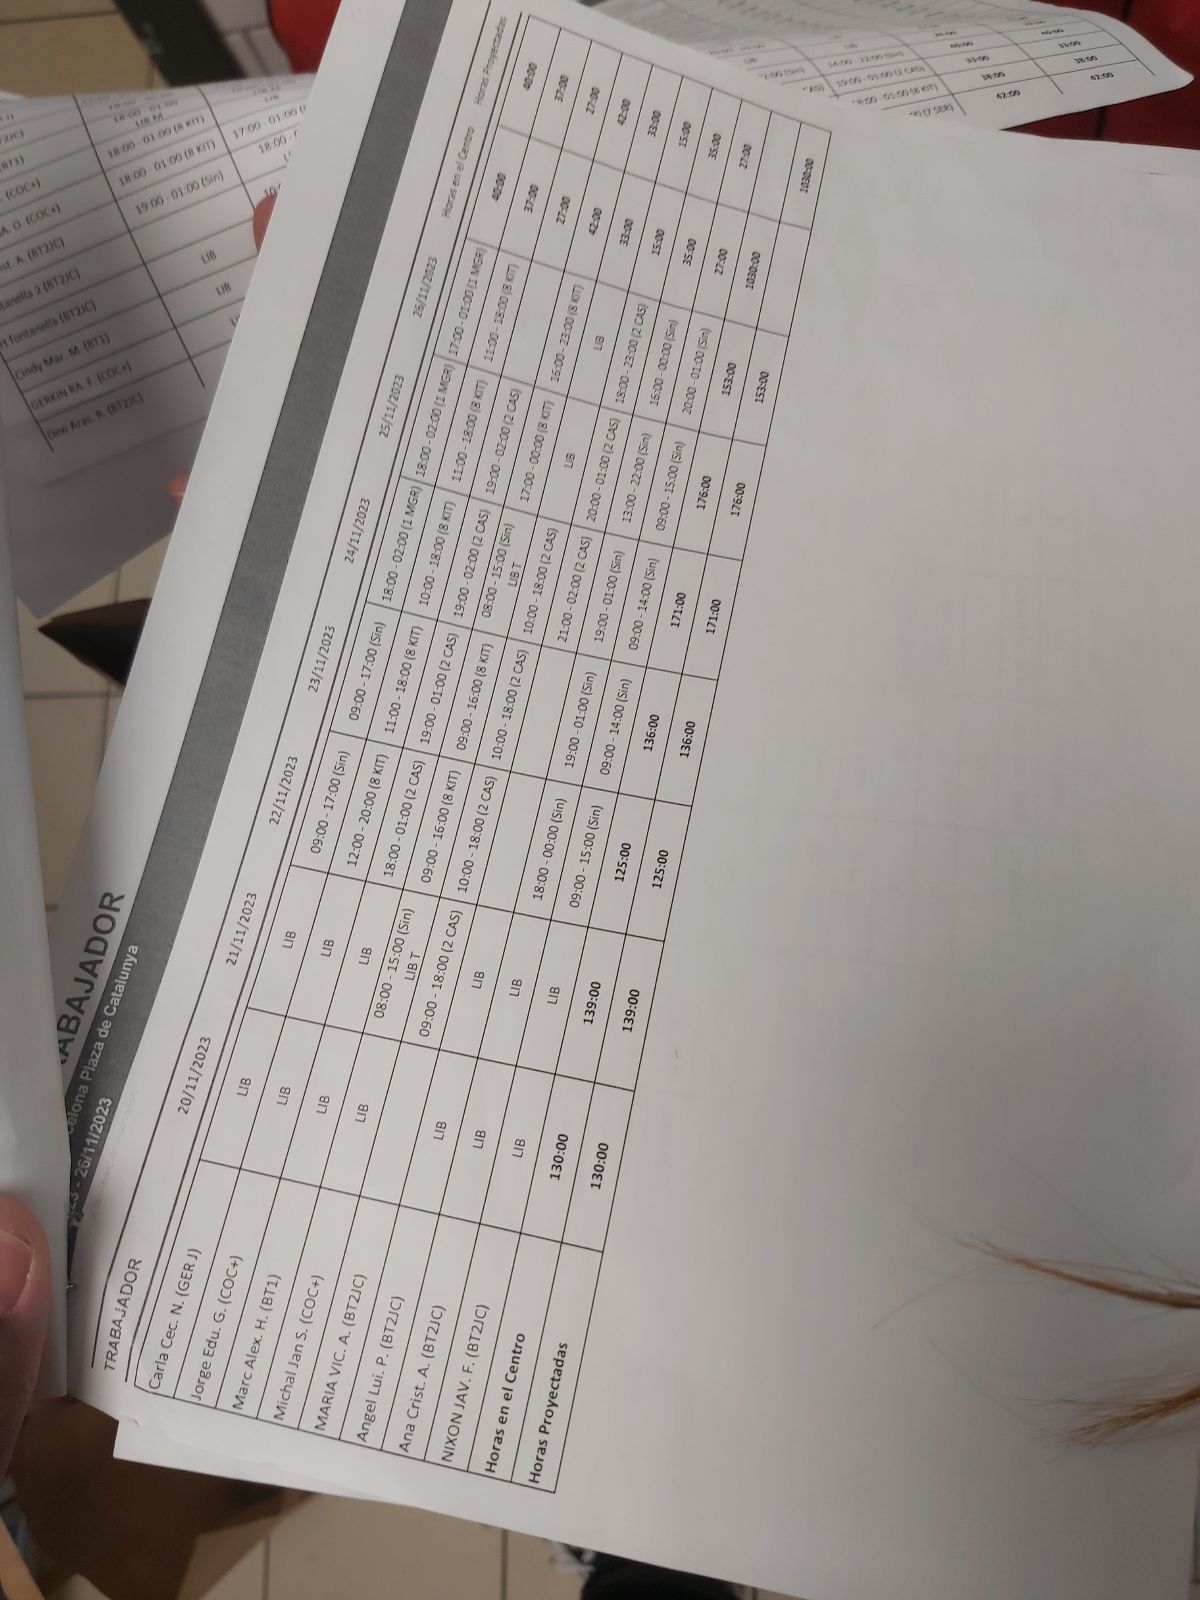 TRABAJADOR
- 26/11/2023 Plaza de Catalunya
TRABAJADOR 20/11/2023 21/11/2023 22/11/2023 23/11/2023 24/11/2023 25/11/2023 26/11/2023 Horas en el Centro Horas Proyectadas
Carla Cec. N. (GER J) LIB LIB 09:00 - 17:00 (Sin) 09:00 - 17:00 (Sin) 18:00 - 02:00 (1 MGR) 18:00 - 02:00 (1 MGR) 17:00 - 01:00 (1 MGR) 40:00 40:00
Jorge Edu. G. (COC+) LIB LIB 12:00 - 20:00 (8 KIT) 11:00 - 18:00 (8 KIT) 10:00 - 18:00 (8 KIT) 11:00 - 18:00 (8 KIT) 11:00 - 18:00 (8 KIT) 37:00 37:00
Marc Alex. H. (BT1) LIB LIB 18:00 - 01:00 (2 CAS) 19:00 - 01:00 (2 CAS) 19:00 - 02:00 (2 CAS) 19:00 - 02:00 (2 CAS) 27:00 27:00
Michal Jan S. (COC+) LIB 08:00 - 15:00 (Sin) LIB T 09:00 - 16:00 (8 KIT) 09:00 - 16:00 (8 KIT) 08:00 - 15:00 (Sin) LIB T 17:00 - 00:00 (8 KIT) 16:00 - 23:00 (8 KIT) 42:00 42:00
MARIA VIC. A. (BT2JC) 09:00 - 18:00 (2 CAS) 10:00 - 18:00 (2 CAS) 10:00 - 18:00 (2 CAS) 10:00 - 18:00 (2 CAS) LIB LIB 33:00 33:00
Angel Lui. P. (BT2JC) LIB LIB 21:00 - 02:00 (2 CAS) 20:00 - 01:00 (2 CAS) 18:00 - 23:00 (2 CAS) 15:00 15:00
Ana Crist. A. (BT2JC) LIB LIB 18:00 - 00:00 (Sin) 19:00 - 01:00 (Sin) 19:00 - 01:00 (Sin) 13:00 - 22:00 (Sin) 16:00 - 00:00 (Sin) 35:00 35:00
NIXON JAV. F. (BT2JC) LIB LIB 09:00 - 15:00 (Sin) 09:00 - 14:00 (Sin) 09:00 - 14:00 (Sin) 09:00 - 15:00 (Sin) 20:00 - 01:00 (Sin) 27:00 27:00
Horas en el Centro 130:00 139:00 125:00 136:00 171:00 176:00 153:00 1030:00
Horas Proyectadas 130:00 139:00 125:00 136:00 171:00 176:00 153:00 1030:00